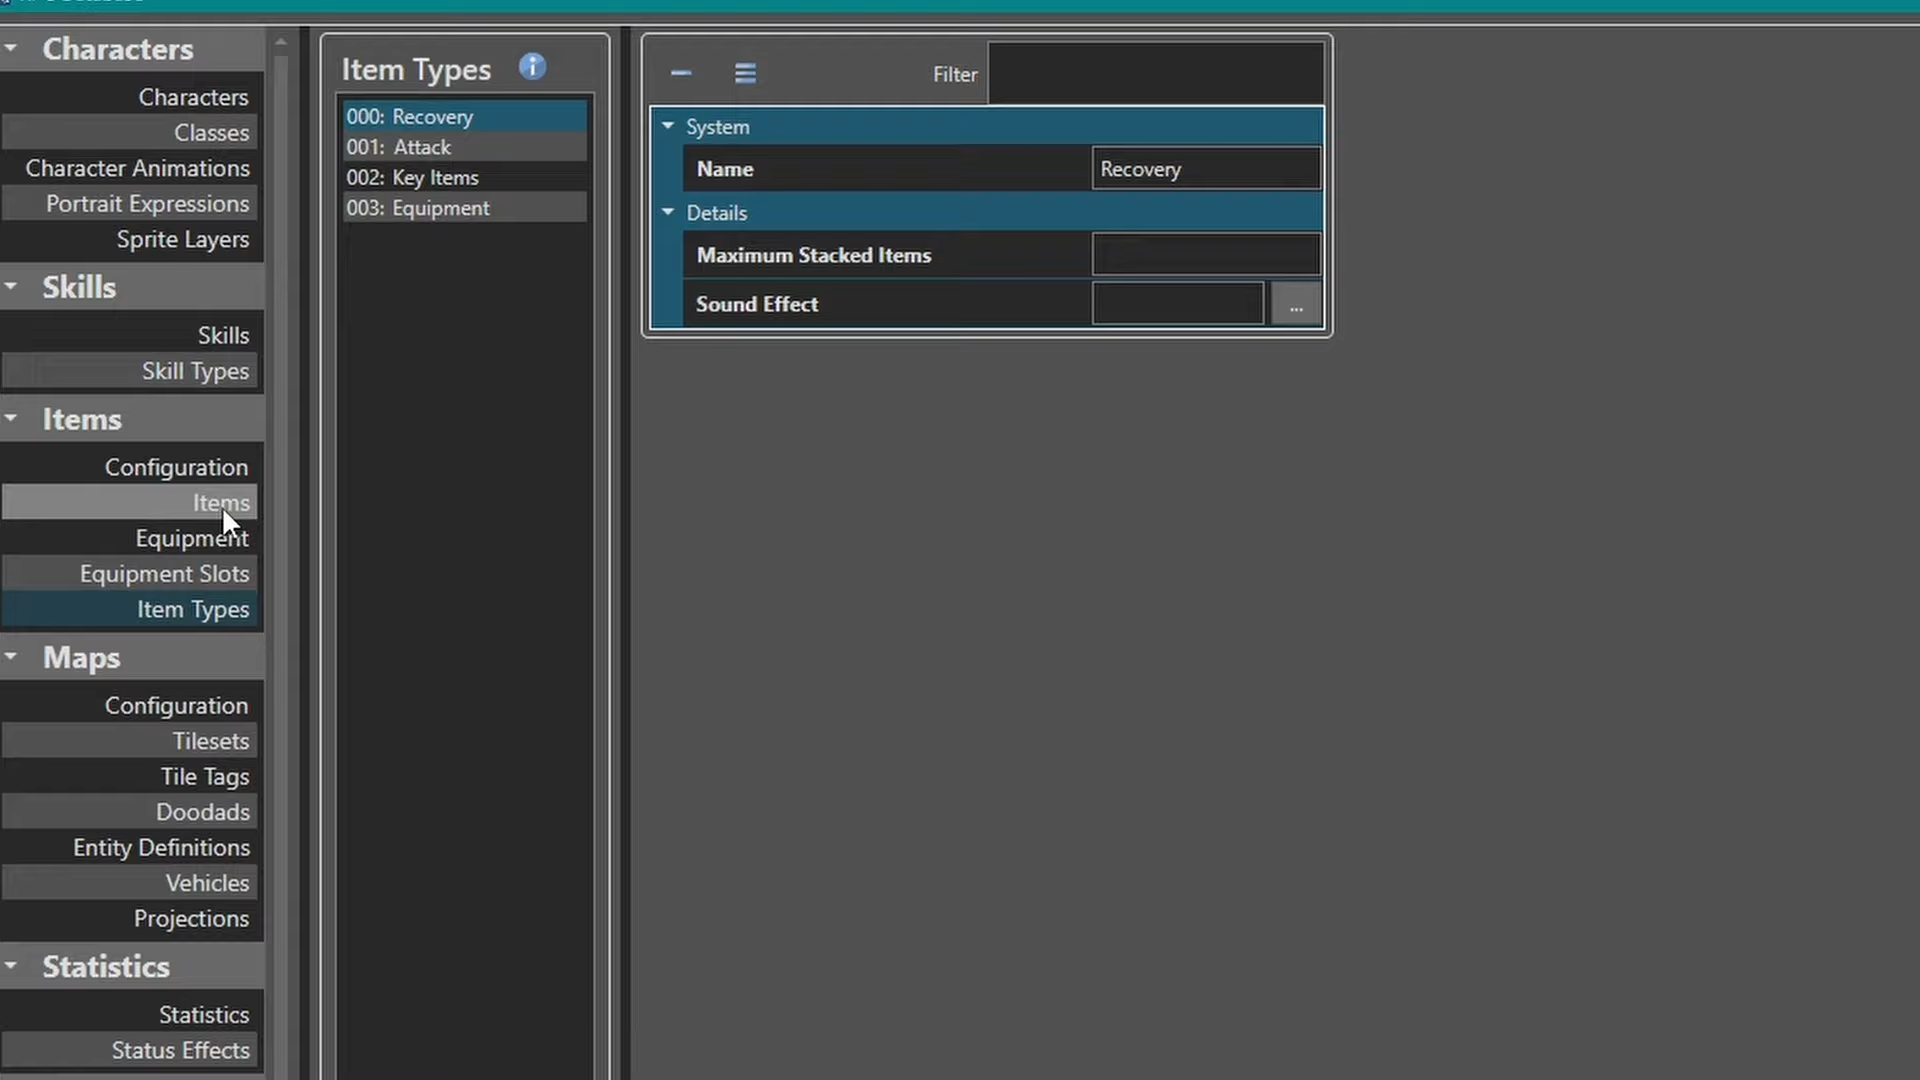 Characters
Characters
Classes
Character Animations
Portrait Expressions
Sprite Layers
Skills
Skills
Skill Types
Items
Configuration
Items
Equipment
Equipment Slots
Item Types
Maps
Configuration
Tilesets
Tile Tags
Doodads
Entity Definitions
Vehicles
Projections
Statistics
Statistics
Status Effects
Item Types
000: Recovery
001: Attack
002: Key Items
003: Equipment
Filter
System
Name Recovery
Details
Maximum Stacked Items
Sound Effect ...